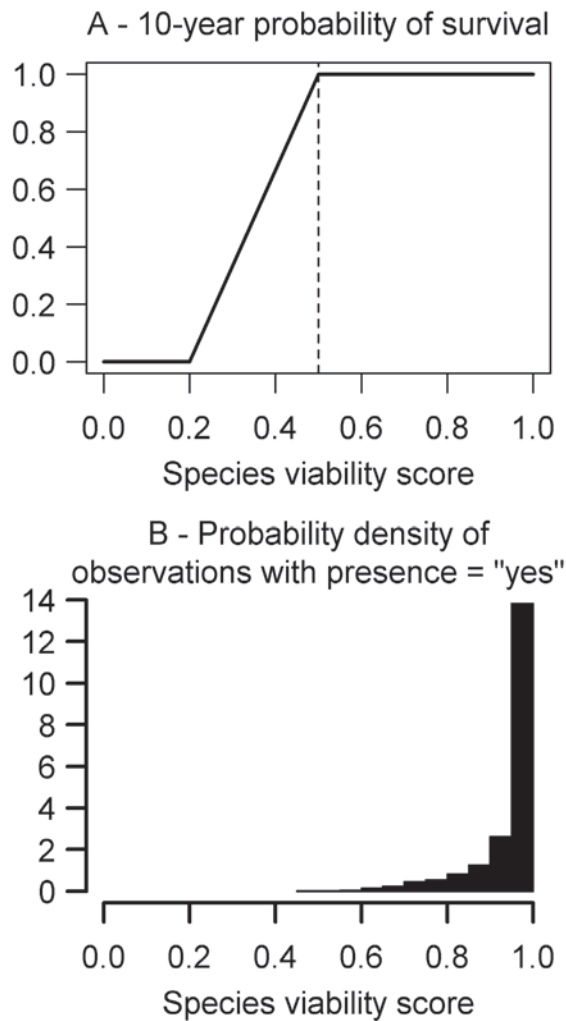 A - 10-year probability of survival
1.0
0.8
0.6
0.4
0.2
0.0
0.0 0.2 0.4 0.6 0.8 1.0
Species viability score
B - Probability density of
observations with presence = "yes"
14
12
10
8
6
4
2
0
0.0 0.2 0.4 0.6 0.8 1.0
Species viability score